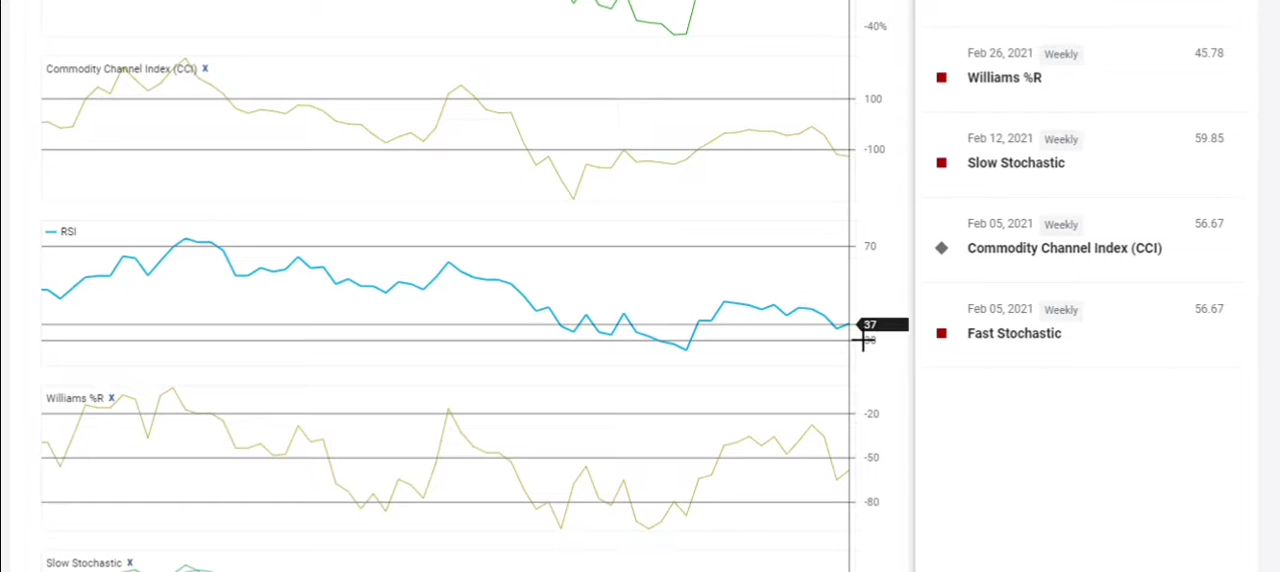 -40%
Commodity Channel Index (CCI) X
100
-100
RSI
70
37
Williams %R X
-20
-50
-80
Slow Stochastic X
Feb 26, 2021 Weekly 45.78
Williams %R
Feb 12, 2021 Weekly 59.85
Slow Stochastic
Feb 05, 2021 Weekly 56.67
Commodity Channel Index (CCI)
Feb 05, 2021 Weekly 56.67
Fast Stochastic